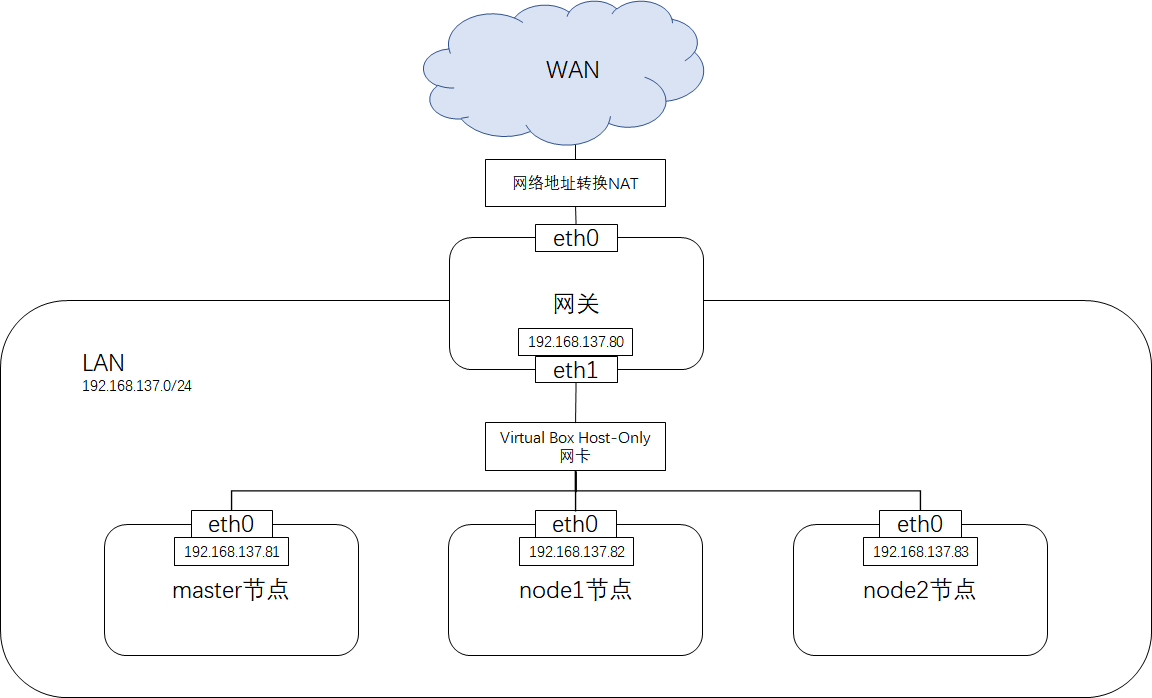 WAN
网络地址转换NAT
eth0
网关
192.168.137.80
eth1
LAN
192.168.137.0/24
Virtual Box Host-Only
网卡
eth0
192.168.137.81
master节点
eth0
192.168.137.82
node1节点
eth0
192.168.137.83
node2节点